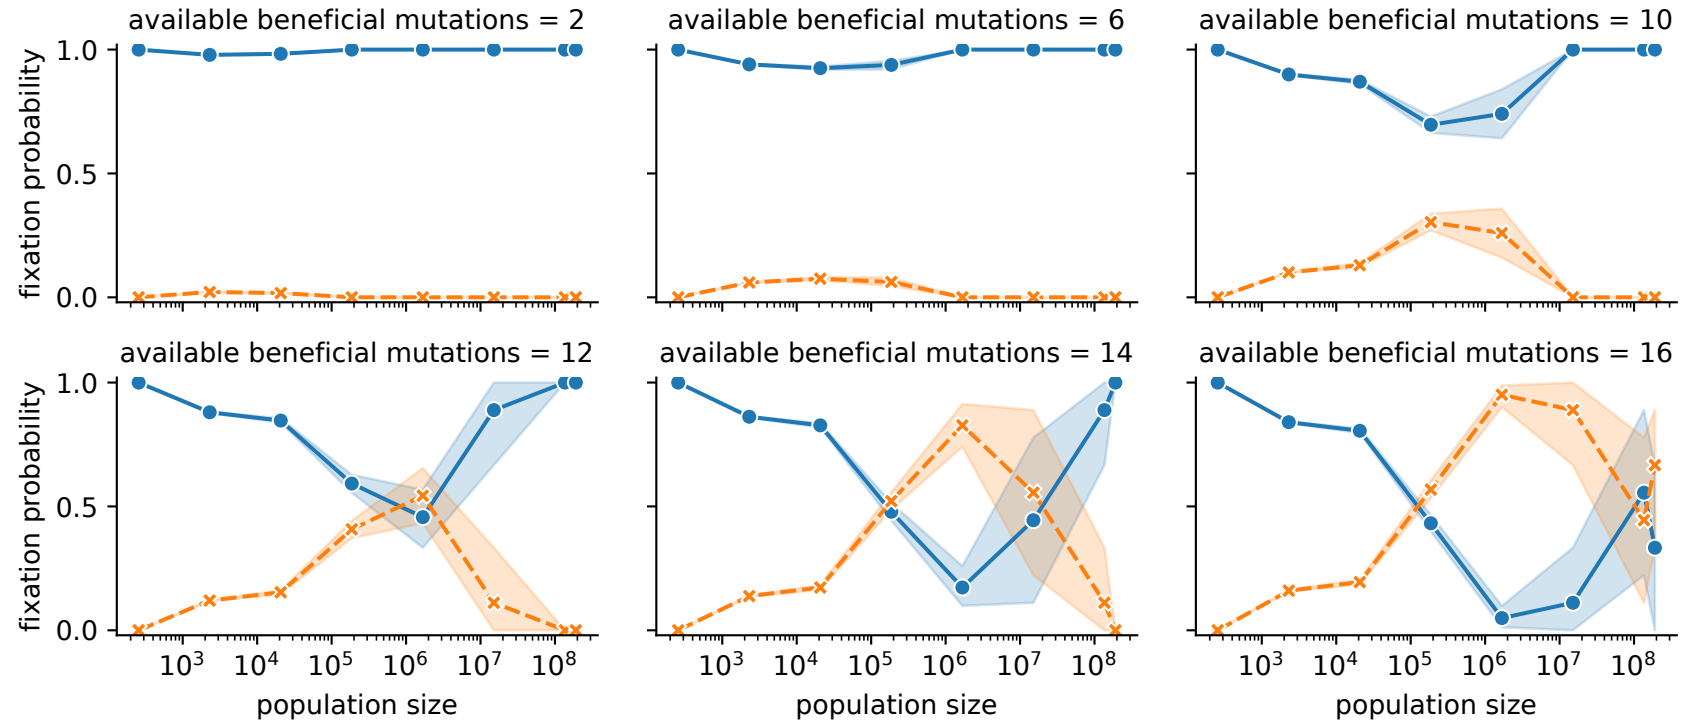 available beneficial mutations = 2
available beneficial mutations = 6
available beneficial mutations = 10
fixation probability
1.0
0.5
0.0
available beneficial mutations = 12
available beneficial mutations = 14
available beneficial mutations = 16
fixation probability
1.0
0.5
0.0
10³ 10⁴ 10⁵ 10⁶ 10⁷ 10⁸
10³ 10⁴ 10⁵ 10⁶ 10⁷ 10⁸
10³ 10⁴ 10⁵ 10⁶ 10⁷ 10⁸
population size
population size
population size